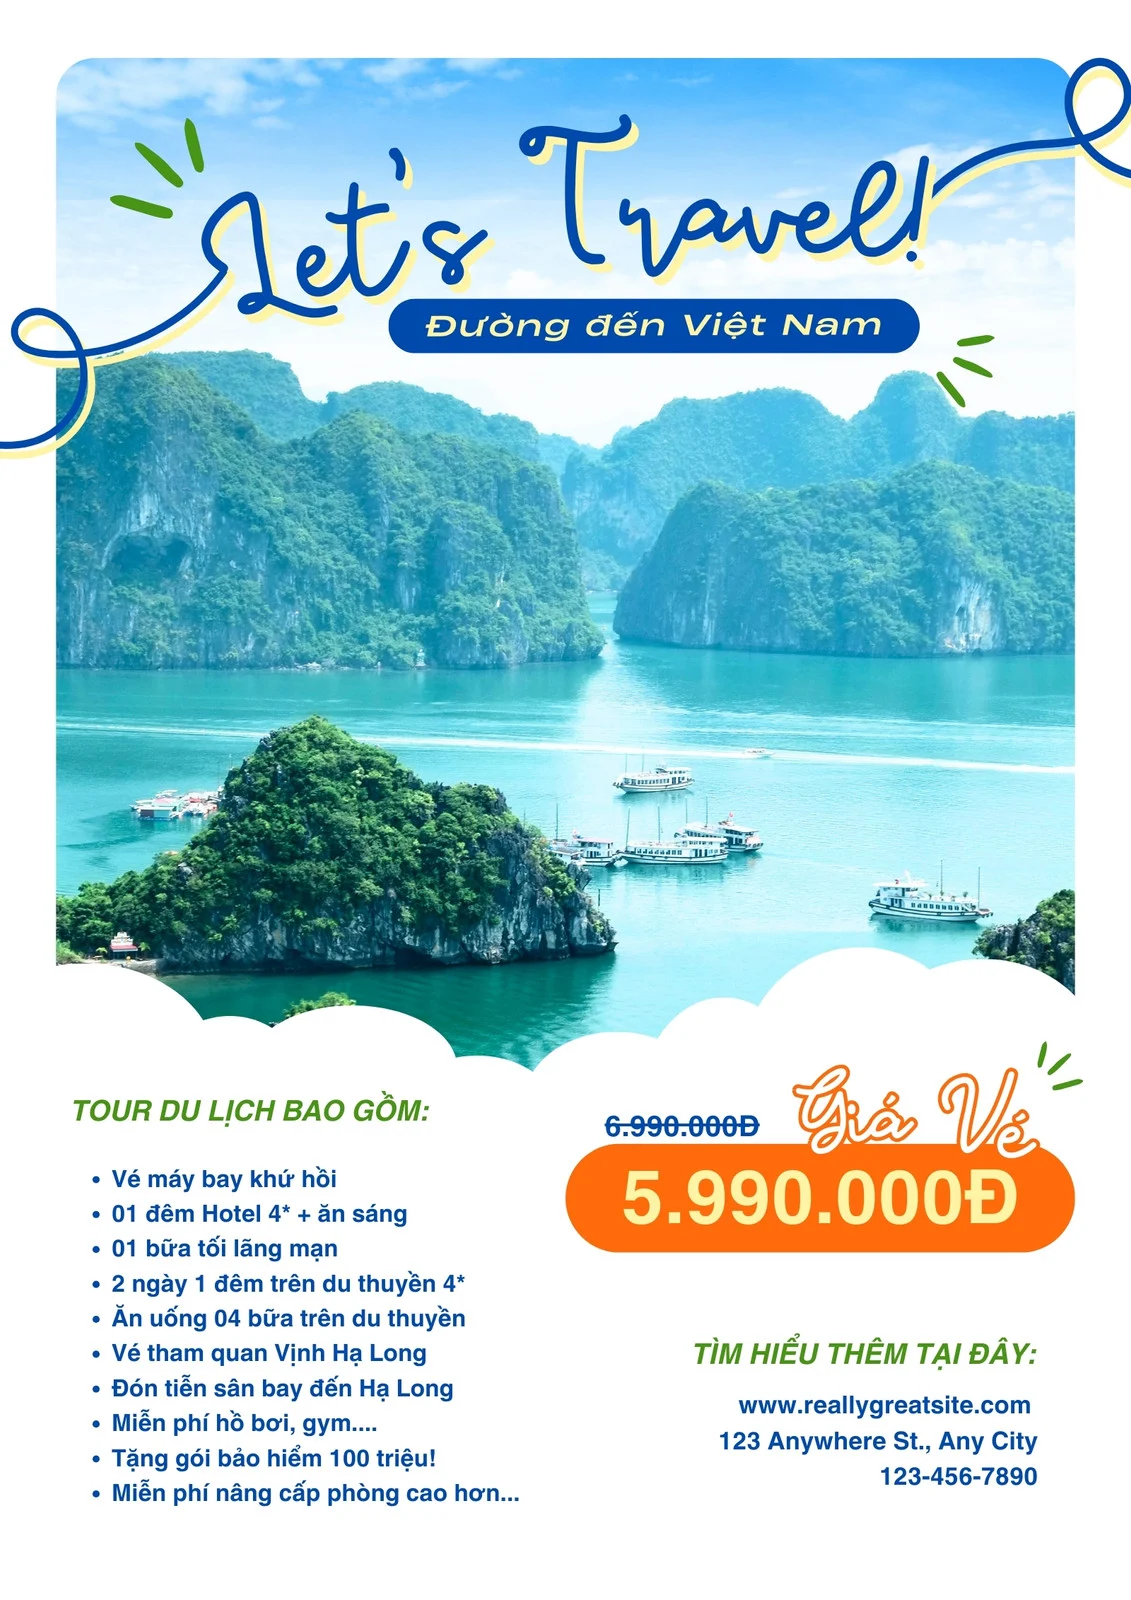 Let's Travel!
Đường đến Việt Nam
TOUR DU LỊCH BAO GỒM:
Vé máy bay khứ hồi
01 đêm Hotel 4* + ăn sáng
01 bữa tối lãng mạn
2 ngày 1 đêm trên du thuyền 4*
Ăn uống 04 bữa trên du thuyền
Vé tham quan Vịnh Hạ Long
Đón tiễn sân bay đến Hạ Long
Miễn phí hồ bơi, gym....
Tặng gói bảo hiểm 100 triệu!
Miễn phí nâng cấp phòng cao hơn...
Giá Vé
6.990.000Đ
5.990.000Đ
TÌM HIỂU THÊM TẠI ĐÂY:
www.reallygreatsite.com
123 Anywhere St., Any City
123-456-7890